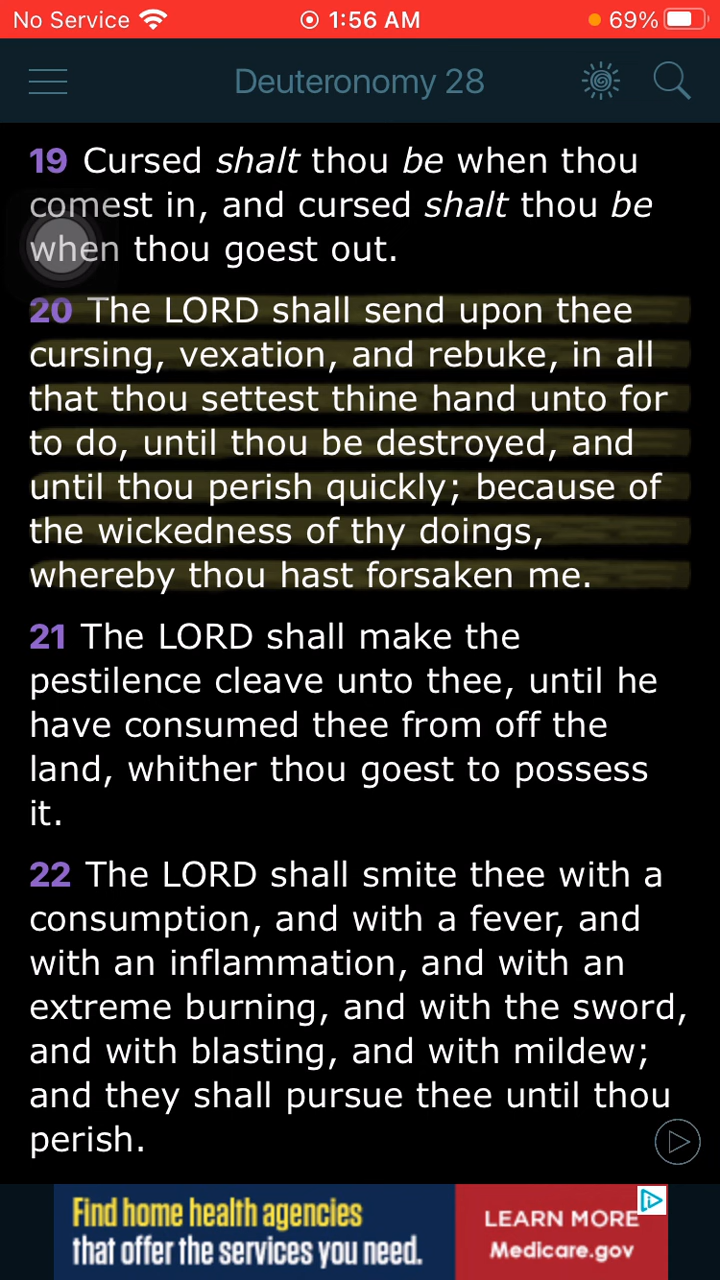 No Service 1:56 AM 69%
Deuteronomy 28
19 Cursed shalt thou be when thou
comest in, and cursed shalt thou be
when thou goest out.
20 The LORD shall send upon thee
cursing, vexation, and rebuke, in all
that thou settest thine hand unto for
to do, until thou be destroyed, and
until thou perish quickly; because of
the wickedness of thy doings,
whereby thou hast forsaken me.
21 The LORD shall make the
pestilence cleave unto thee, until he
have consumed thee from off the
land, whither thou goest to possess
it.
22 The LORD shall smite thee with a
consumption, and with a fever, and
with an inflammation, and with an
extreme burning, and with the sword,
and with blasting, and with mildew;
and they shall pursue thee until thou
perish.
Find home health agencies
that offer the services you need.
LEARN MORE
Medicare.gov